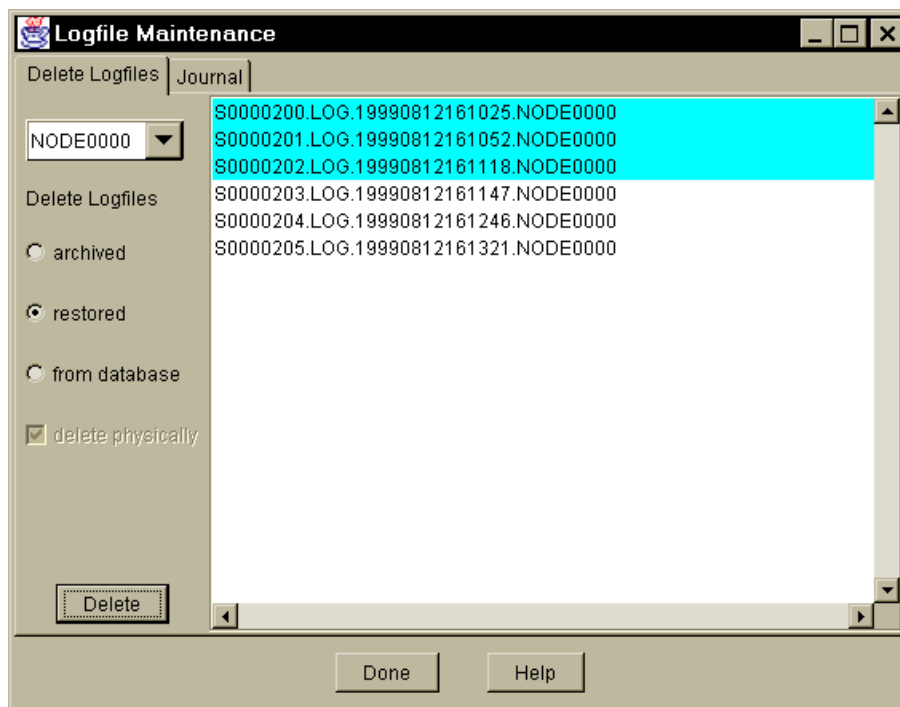 Logfile Maintenance
Delete Logfiles
Journal
NODE0000
Delete Logfiles
archived
restored
from database
delete physically
Delete
S0000200.LOG.19990812161025.NODE0000
S0000201.LOG.19990812161052.NODE0000
S0000202.LOG.19990812161118.NODE0000
S0000203.LOG.19990812161147.NODE0000
S0000204.LOG.19990812161246.NODE0000
S0000205.LOG.19990812161321.NODE0000
Done
Help